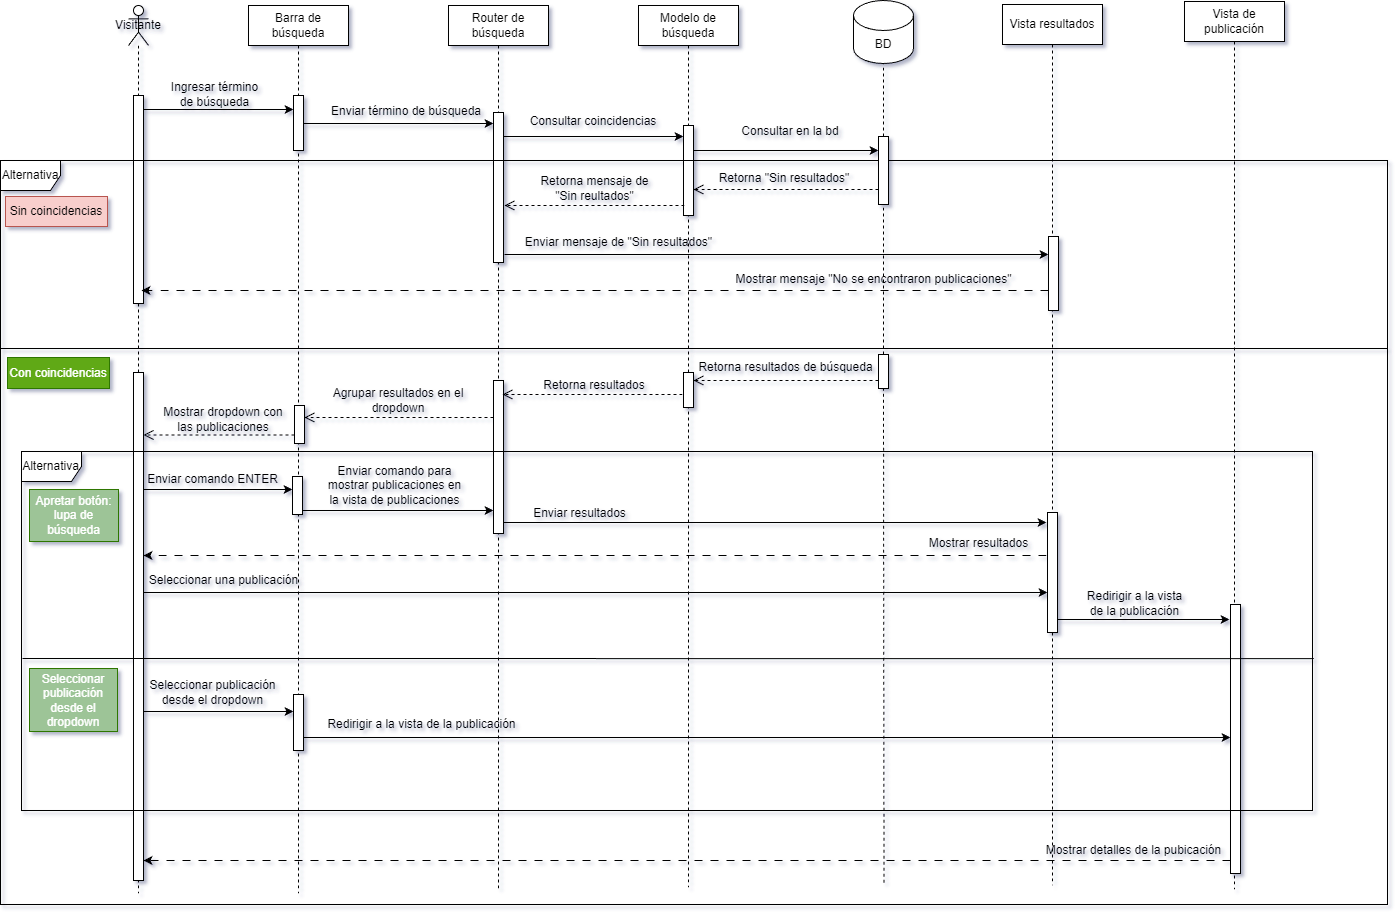 Visitante
Barra de
búsqueda
Router de
búsqueda
Modelo de
búsqueda
BD
Vista resultados
Vista de
publicación
Ingresar término
de búsqueda
Enviar término de búsqueda
Consultar coincidencias
Consultar en la bd
Alternativa
Sin coincidencias
Retorna "Sin resultados"
Retorna mensaje de
"Sin reultados"
Enviar mensaje de "Sin resultados"
Mostrar mensaje "No se encontraron publicaciones"
Con coincidencias
Retorna resultados de búsqueda
Retorna resultados
Agrupar resultados en el
dropdown
Mostrar dropdown con
las publicaciones
Alternativa
Apretar botón:
lupa de
búsqueda
Enviar comando ENTER
Enviar comando para
mostrar publicaciones en
la vista de publicaciones
Enviar resultados
Mostrar resultados
Seleccionar una publicación
Redirigir a la vista
de la publicación
Seleccionar
publicación
desde el
dropdown
Seleccionar publicación
desde el dropdown
Redirigir a la vista de la publicación
Mostrar detalles de la pubicación